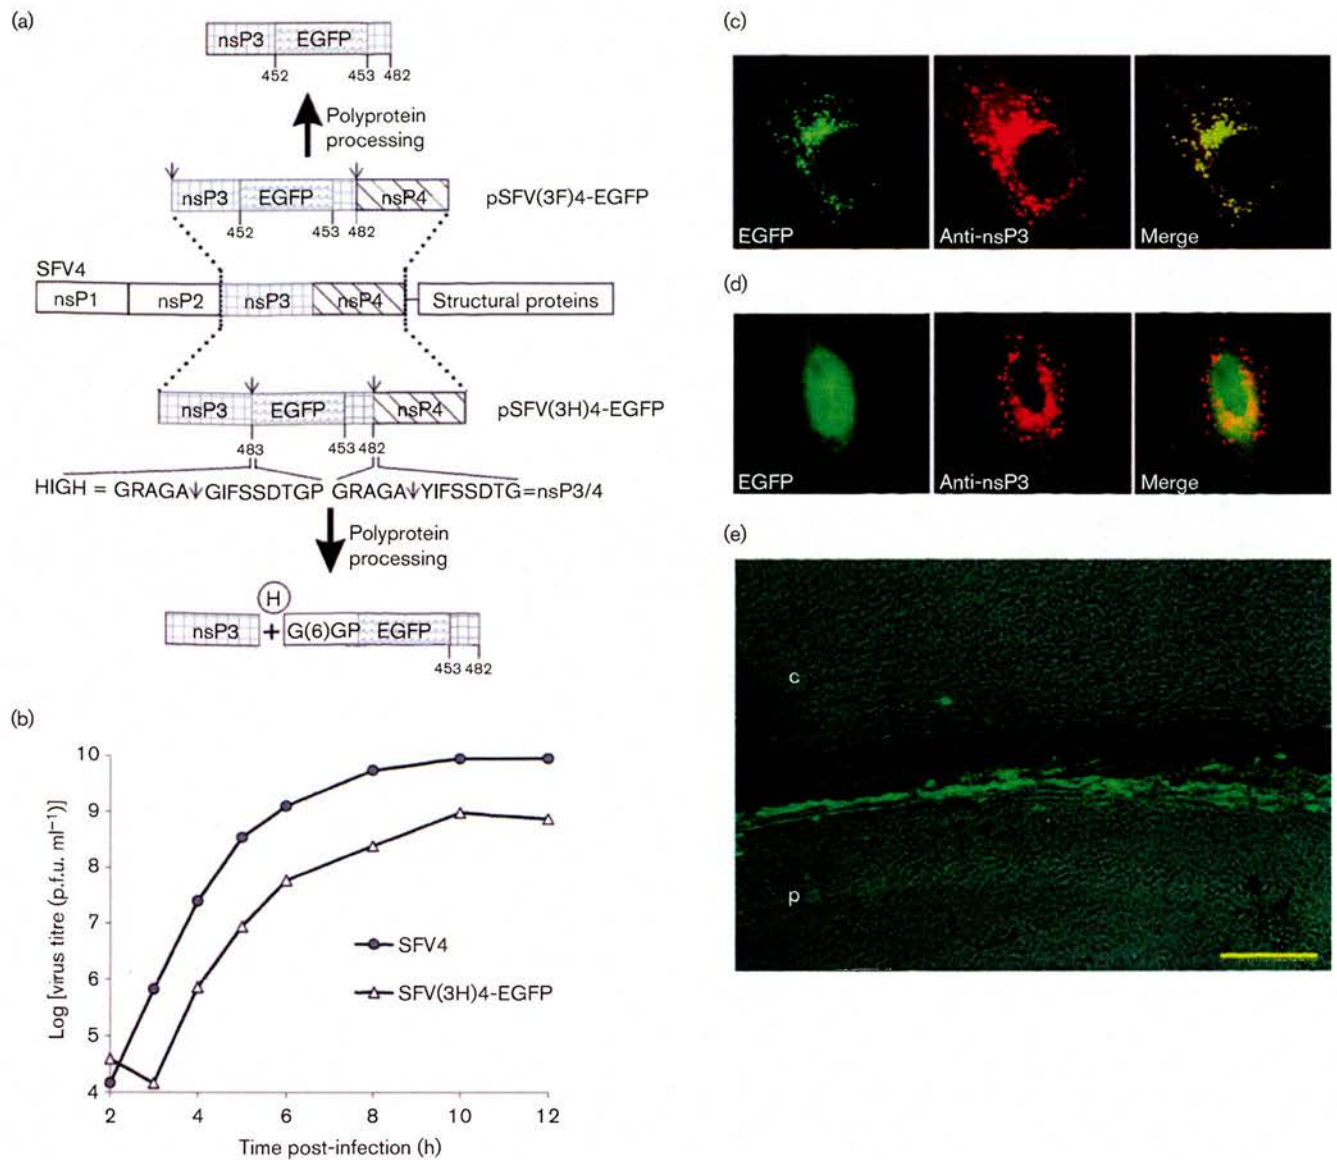 (a)
nsP3 EGFP
452 453 482
Polyprotein
processing
nsP3 EGFP nsP4 pSFV(3F)4-EGFP
452 453 482
SFV4
nsP1 nsP2 nsP3 nsP4 Structural proteins
nsP3 EGFP nsP4 pSFV(3H)4-EGFP
483 453 482
HIGH = GRAGA↓GIFSSDTGP GRAGA↓YIFSSDTG=nsP3/4
Polyprotein
processing
H
nsP3 + G(6)GP EGFP
453 482
(b)
Log [virus titre (p.f.u. ml⁻¹)]
10
9
8
7
6
5
4
SFV4
SFV(3H)4-EGFP
2 4 6 8 10 12
Time post-infection (h)
(c)
EGFP Anti-nsP3 Merge
(d)
EGFP Anti-nsP3 Merge
(e)
c
p